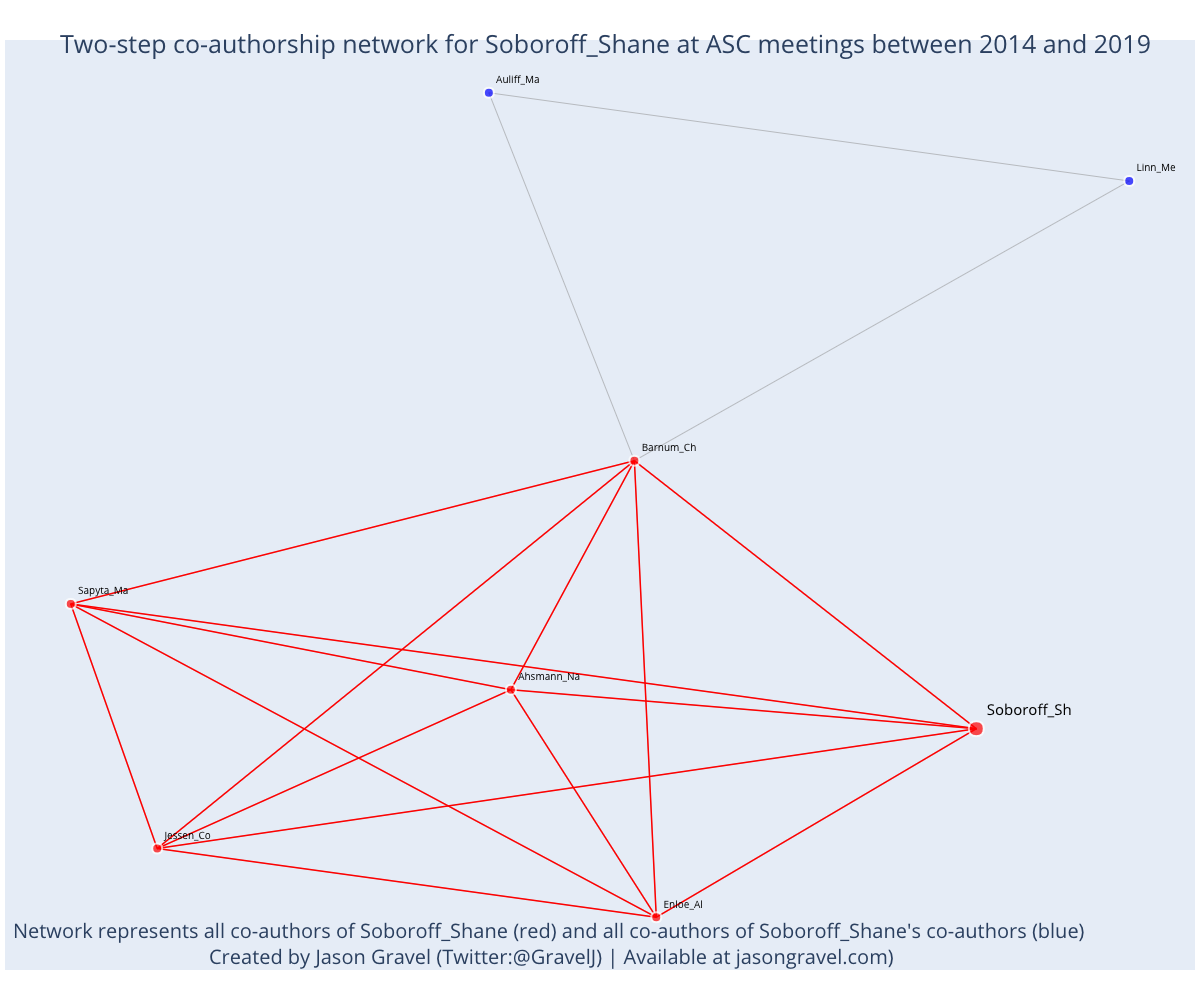 Two-step co-authorship network for Soboroff_Shane at ASC meetings between 2014 and 2019
Auliff_Ma
Linn_Me
Barnum_Ch
Sapyta_Ma
Ahsmann_Na
Soboroff_Sh
Jessen_Co
Enloe_Al
Network represents all co-authors of Soboroff_Shane (red) and all co-authors of Soboroff_Shane's co-authors (blue)
Created by Jason Gravel (Twitter:@GravelJ) | Available at jasongravel.com)